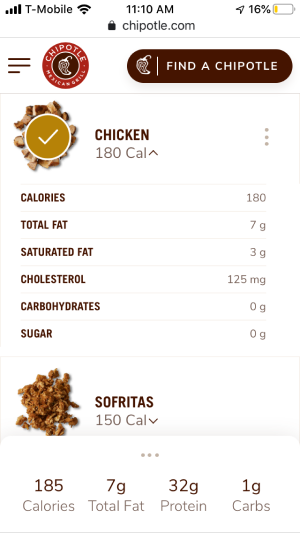 T-Mobile 11:10 AM 16%
chipotle.com
CHIPOTLE
MEXICAN GRILL
FIND A CHIPOTLE
CHICKEN
180 Cal
CALORIES 180
TOTAL FAT 7 g
SATURATED FAT 3 g
CHOLESTEROL 125 mg
CARBOHYDRATES 0 g
SUGAR 0 g
SOFRITAS
150 Cal
185 7g 32g 1g
Calories Total Fat Protein Carbs